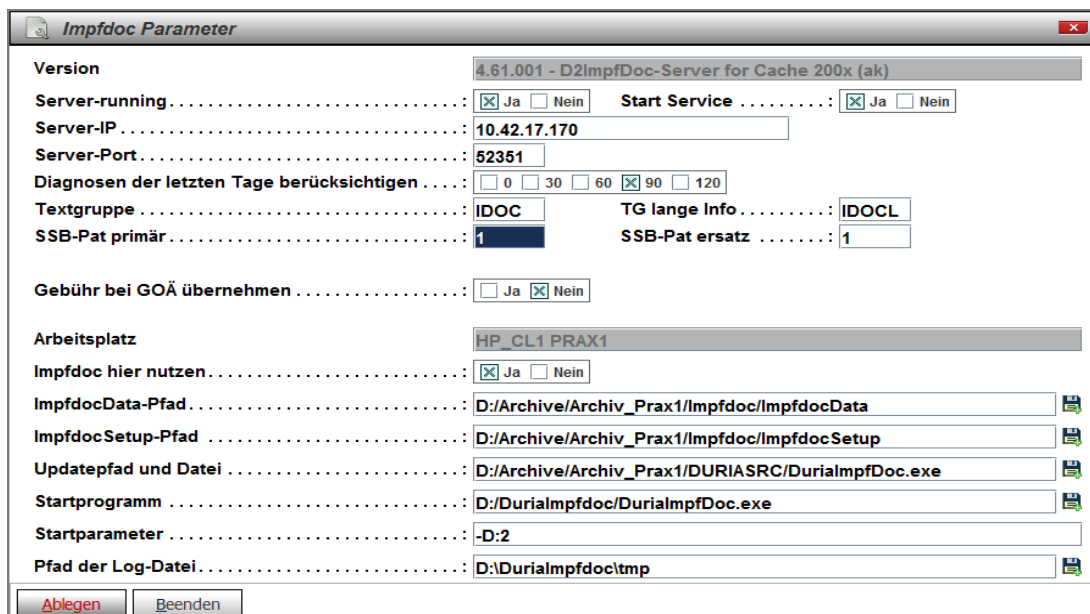 Impfdoc Parameter
Version 4.61.001 - D2ImpfDoc-Server for Cache 200x (ak)
Server-running . . . . . . . . . . . . . . . . . . . . . . . . . . . . . : Ja Nein Start Service . . . . . . . . . : Ja Nein
Server-IP . . . . . . . . . . . . . . . . . . . . . . . . . . . . . . . . . . : 10.42.17.170
Server-Port . . . . . . . . . . . . . . . . . . . . . . . . . . . . . . . . : 52351
Diagnosen der letzten Tage berücksichtigen . . . . : 0 30 60 90 120
Textgruppe . . . . . . . . . . . . . . . . . . . . . . . . . . . . . . . . : IDOC TG lange Info . . . . . . . . . : IDOCL
SSB-Pat primär . . . . . . . . . . . . . . . . . . . . . . . . . . . . . : 1 SSB-Pat ersatz . . . . . . . : 1
Gebühr bei GOÄ übernehmen . . . . . . . . . . . . . . . . : Ja Nein
Arbeitsplatz HP_CL1 PRAX1
Impfdoc hier nutzen . . . . . . . . . . . . . . . . . . . . . . . . . : Ja Nein
ImpfdocData-Pfad . . . . . . . . . . . . . . . . . . . . . . . . . . . : D:/Archive/Archiv_Prax1/Impfdoc/ImpfdocData
ImpfdocSetup-Pfad . . . . . . . . . . . . . . . . . . . . . . . . . . : D:/Archive/Archiv_Prax1/Impfdoc/ImpfdocSetup
Updatepfad und Datei . . . . . . . . . . . . . . . . . . . . . . . : D:/Archive/Archiv_Prax1/DURIASRC/DuriaImpfDoc.exe
Startprogramm . . . . . . . . . . . . . . . . . . . . . . . . . . . . . : D:/DuriaImpfdoc/DuriaImpfDoc.exe
Startparameter . . . . . . . . . . . . . . . . . . . . . . . . . . . . . : -D:2
Pfad der Log-Datei . . . . . . . . . . . . . . . . . . . . . . . . . . : D:\DuriaImpfdoc\tmp
Ablegen Beenden